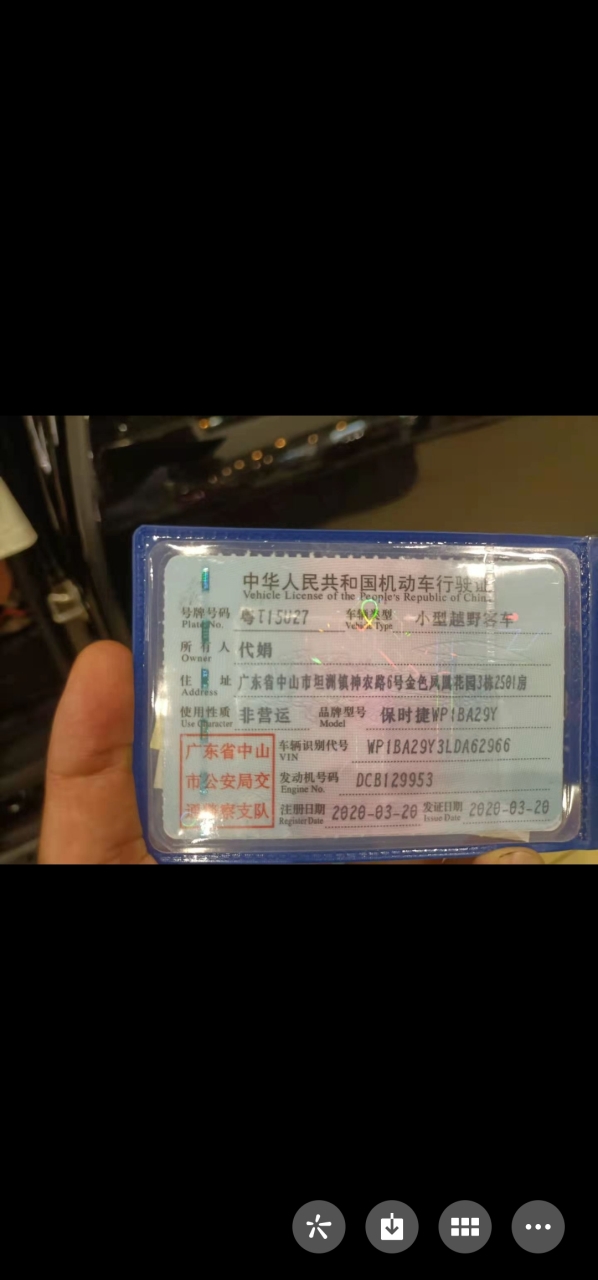 中华人民共和国机动车行驶证
Vehicle License of the People's Republic of China
号牌号码 粤T15027 车辆类型 小型越野客车
Plate No. Vehicle Type
所有人 代娟
Owner
住址 广东省中山市坦洲镇神农路6号金色凤凰花园3栋2501房
Address
使用性质 非营运 品牌型号 保时捷WP1BA29Y
Use Character Model
广东省中山
市公安局交
警察支队
车辆识别代号 WP1BA29Y3LDA62966
VIN
发动机号码 DCB129953
Engine No.
注册日期 2020-03-20 发证日期 2020-03-20
Register Date Issue Date